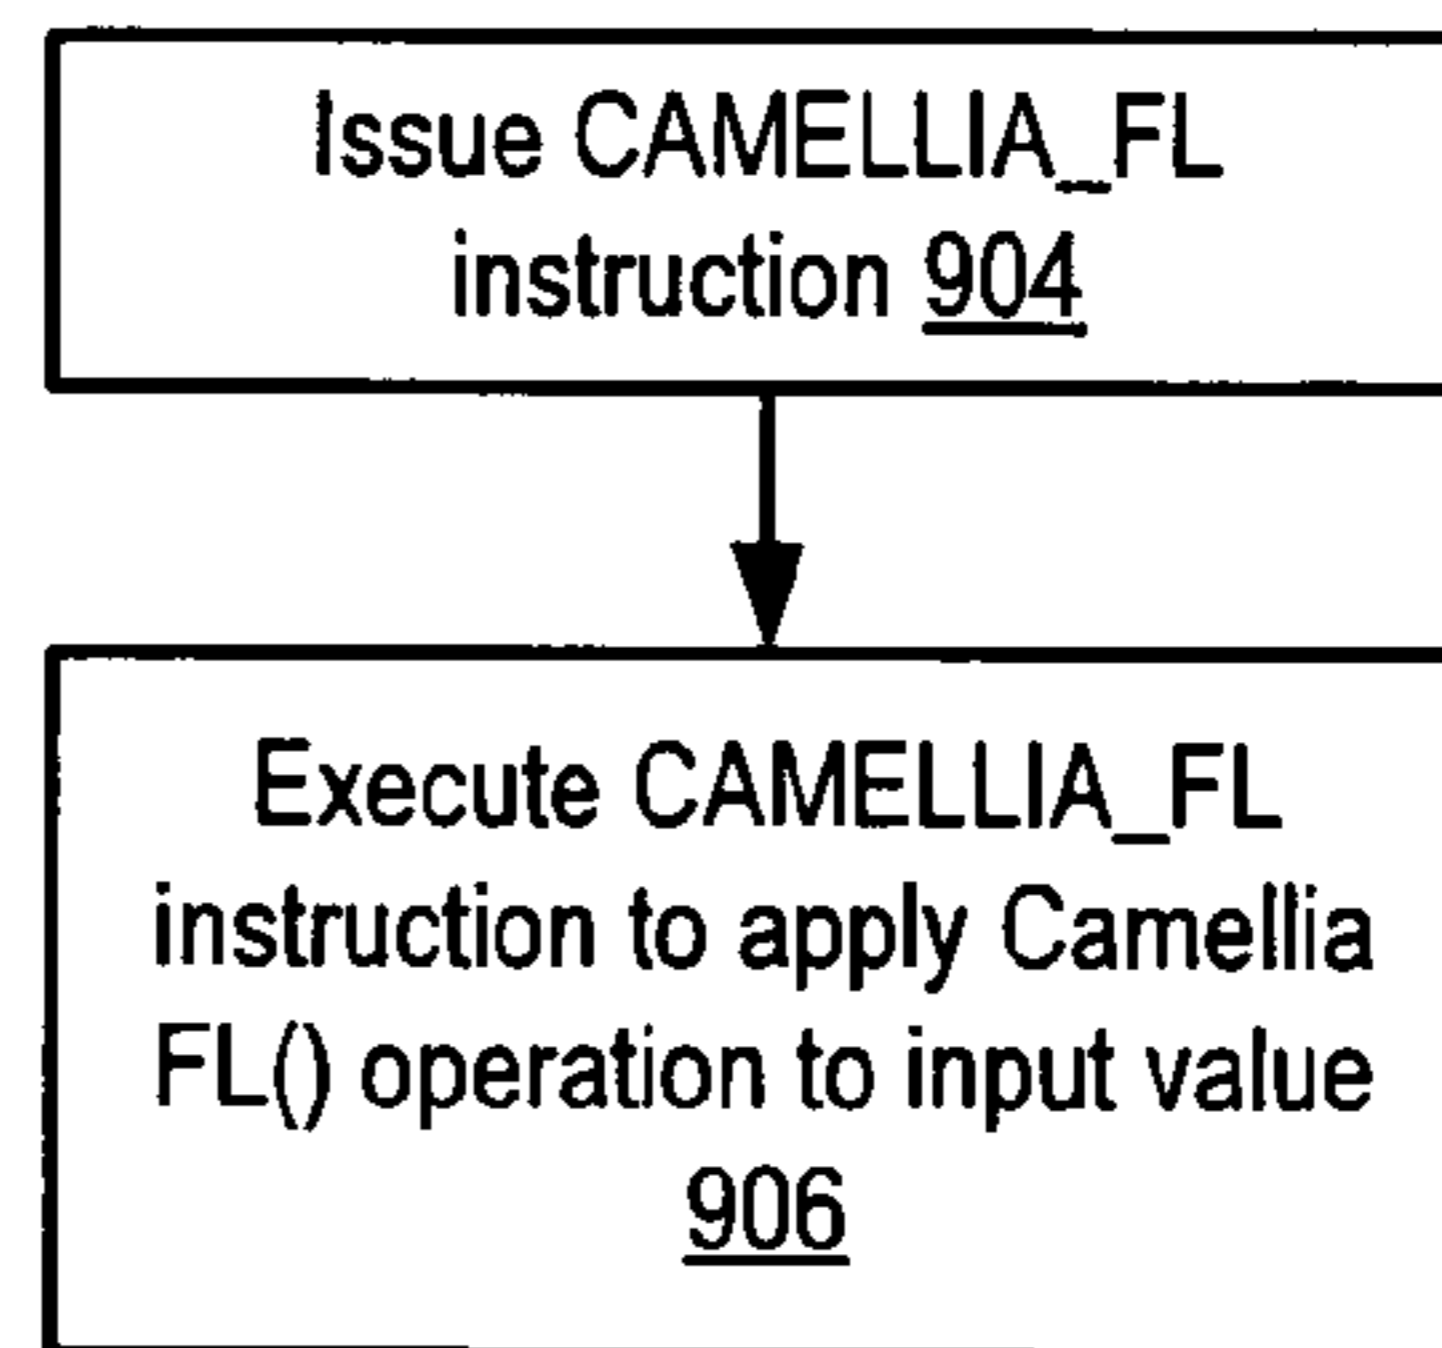 Issue CAMELLIA_FL
instruction 904
Execute CAMELLIA_FL
instruction to apply Camellia
FL() operation to input value
906